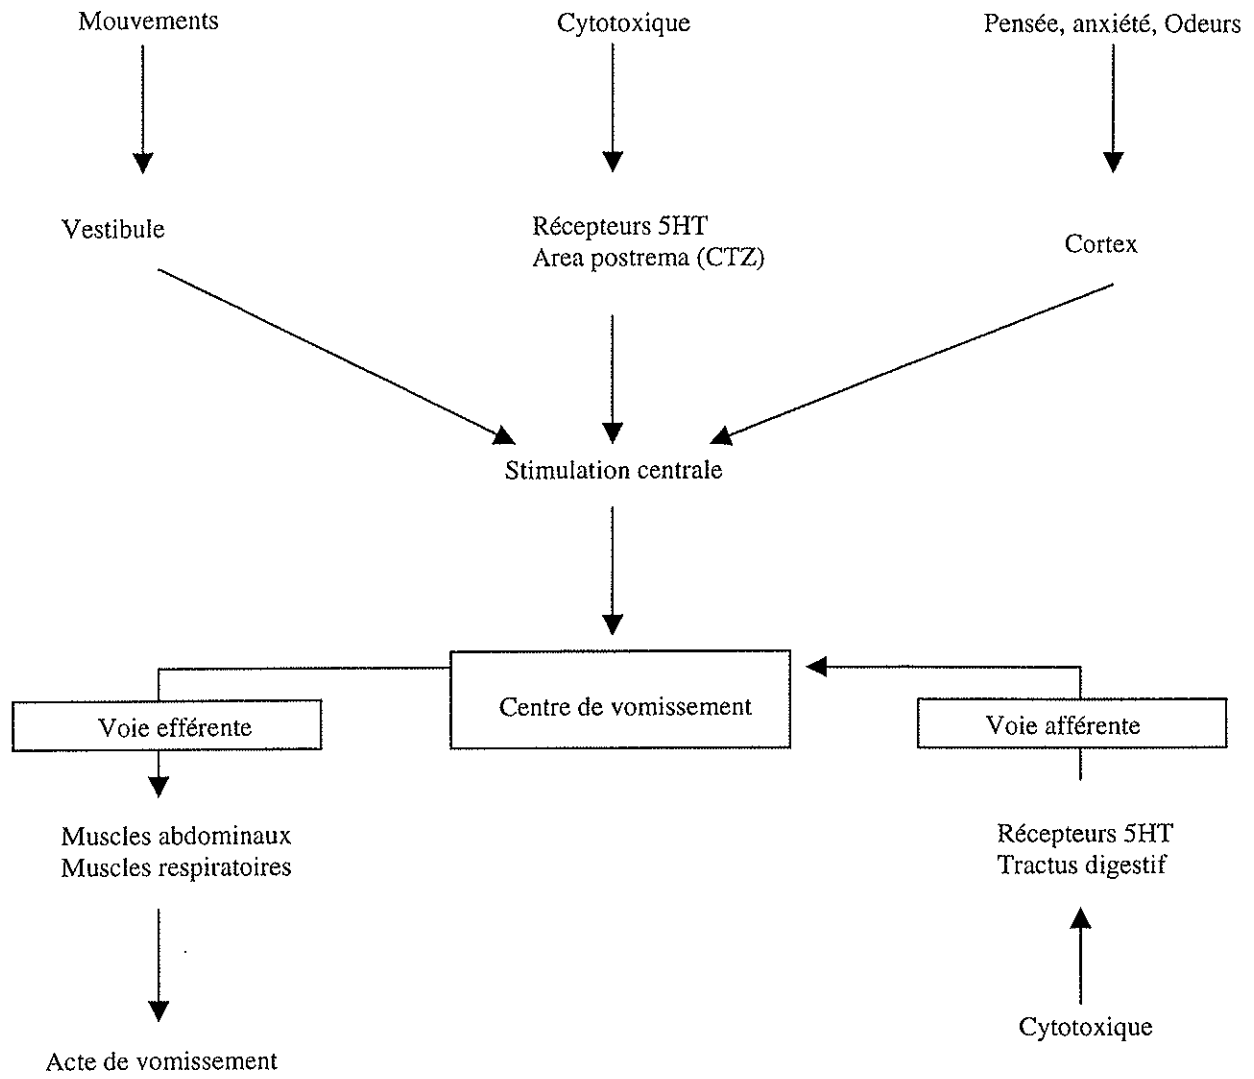 Mouvements
Cytotoxique
Pensée, anxiété, Odeurs
Vestibule
Récepteurs 5HT
Area postrema (CTZ)
Cortex
Stimulation centrale
Centre de vomissement
Voie efférente
Voie afférente
Muscles abdominaux
Muscles respiratoires
Récepteurs 5HT
Tractus digestif
Cytotoxique
Acte de vomissement